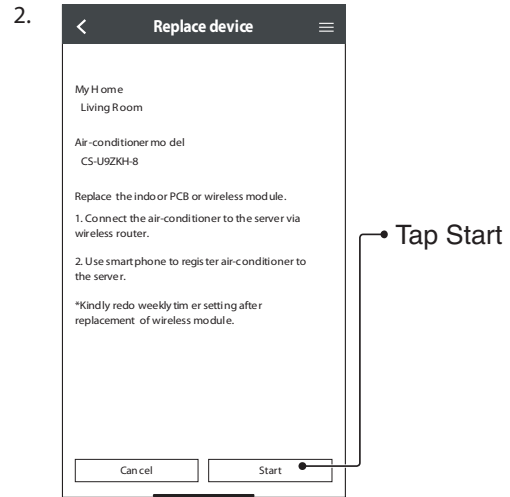 2.
Replace device
My Home
Living Room
Air-conditioner model
CS-U9ZKH-8
Replace the indoor PCB or wireless module.
1. Connect the air-conditioner to the server via
wireless router.
2. Use smartphone to register air-conditioner to
the server.
*Kindly redo weekly timer setting after
replacement of wireless module.
Cancel
Start
Tap Start